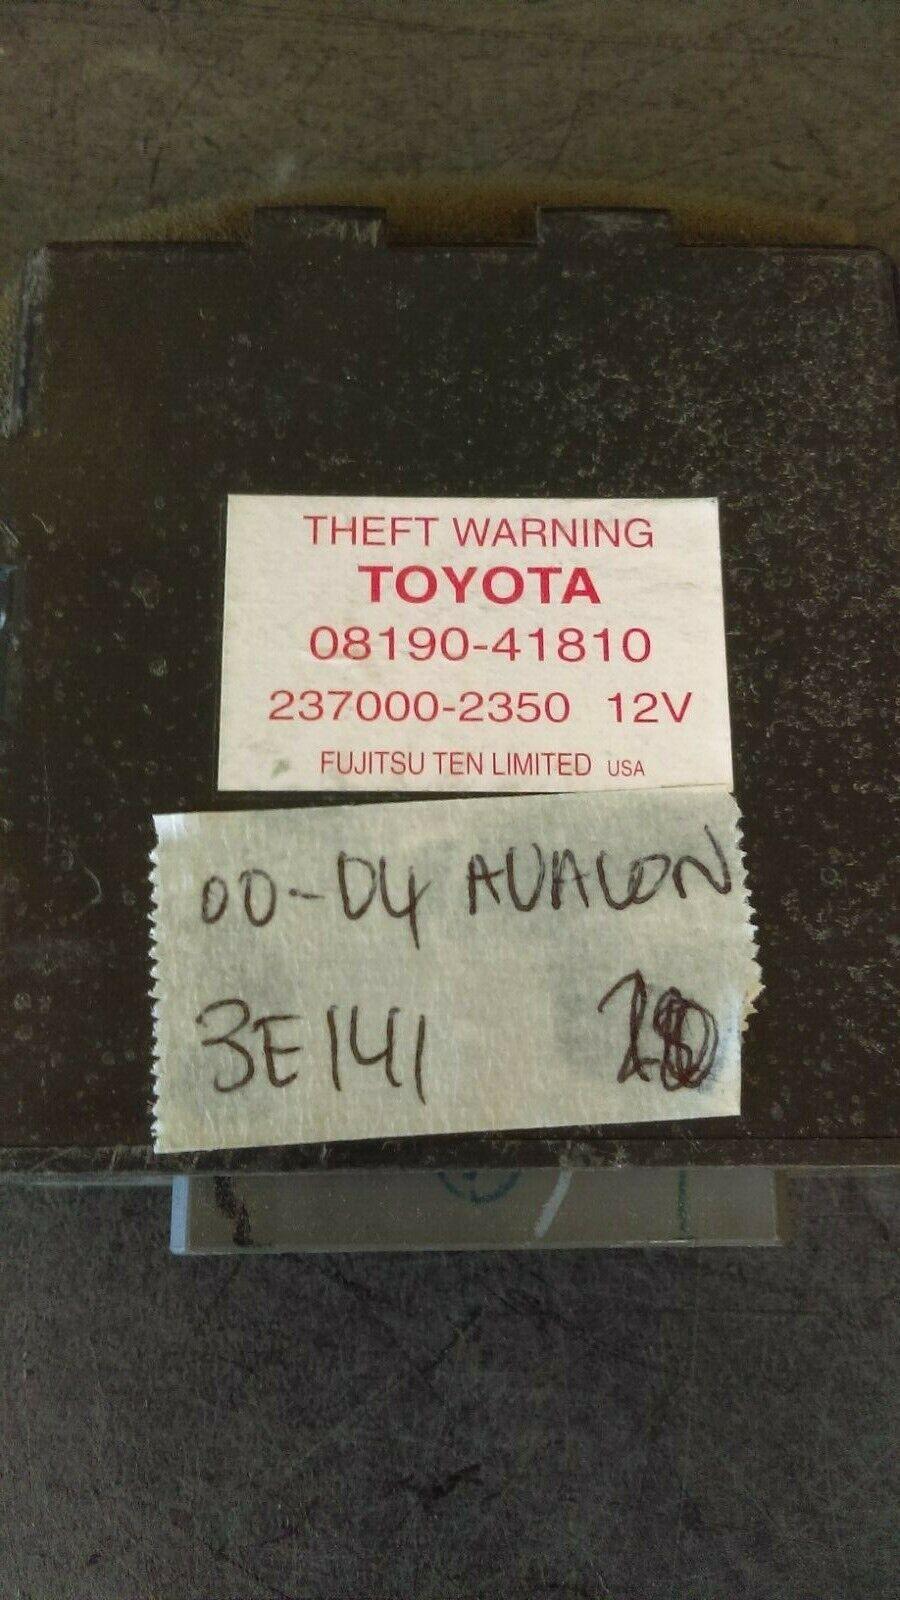 THEFT WARNING
TOYOTA
08190-41810
237000-2350 12V
FUJITSU TEN LIMITED USA
00-04 AVALON
3E141